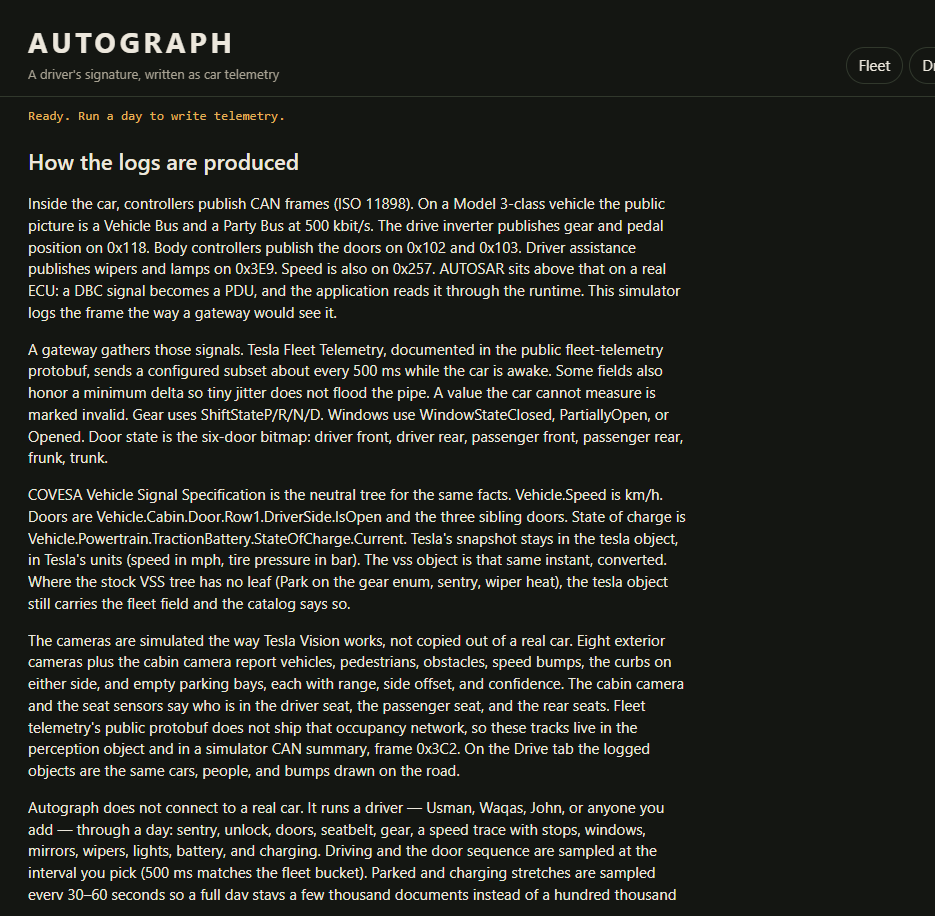 AUTOGRAPH
A driver's signature, written as car telemetry
Fleet
Ready. Run a day to write telemetry.
How the logs are produced
Inside the car, controllers publish CAN frames (ISO 11898). On a Model 3-class vehicle the public
picture is a Vehicle Bus and a Party Bus at 500 kbit/s. The drive inverter publishes gear and pedal
position on 0x118. Body controllers publish the doors on 0x102 and 0x103. Driver assistance
publishes wipers and lamps on 0x3E9. Speed is also on 0x257. AUTOSAR sits above that on a real
ECU: a DBC signal becomes a PDU, and the application reads it through the runtime. This simulator
logs the frame the way a gateway would see it.
A gateway gathers those signals. Tesla Fleet Telemetry, documented in the public fleet-telemetry
protobuf, sends a configured subset about every 500 ms while the car is awake. Some fields also
honor a minimum delta so tiny jitter does not flood the pipe. A value the car cannot measure is
marked invalid. Gear uses ShiftStateP/R/N/D. Windows use WindowStateClosed, PartiallyOpen, or
Opened. Door state is the six-door bitmap: driver front, driver rear, passenger front, passenger rear,
frunk, trunk.
COVESA Vehicle Signal Specification is the neutral tree for the same facts. Vehicle.Speed is km/h.
Doors are Vehicle.Cabin.Door.Row1.DriverSide.IsOpen and the three sibling doors. State of charge is
Vehicle.Powertrain.TractionBattery.StateOfCharge.Current. Tesla's snapshot stays in the tesla object,
in Tesla's units (speed in mph, tire pressure in bar). The vss object is that same instant, converted.
Where the stock VSS tree has no leaf (Park on the gear enum, sentry, wiper heat), the tesla object
still carries the fleet field and the catalog says so.
The cameras are simulated the way Tesla Vision works, not copied out of a real car. Eight exterior
cameras plus the cabin camera report vehicles, pedestrians, obstacles, speed bumps, the curbs on
either side, and empty parking bays, each with range, side offset, and confidence. The cabin camera
and the seat sensors say who is in the driver seat, the passenger seat, and the rear seats. Fleet
telemetry's public protobuf does not ship that occupancy network, so these tracks live in the
perception object and in a simulator CAN summary, frame 0x3C2. On the Drive tab the logged
objects are the same cars, people, and bumps drawn on the road.
Autograph does not connect to a real car. It runs a driver — Usman, Waqas, John, or anyone you
add — through a day: sentry, unlock, doors, seatbelt, gear, a speed trace with stops, windows,
mirrors, wipers, lights, battery, and charging. Driving and the door sequence are sampled at the
interval you pick (500 ms matches the fleet bucket). Parked and charging stretches are sampled
every 30–60 seconds so a full day stays a few thousand documents instead of a hundred thousand